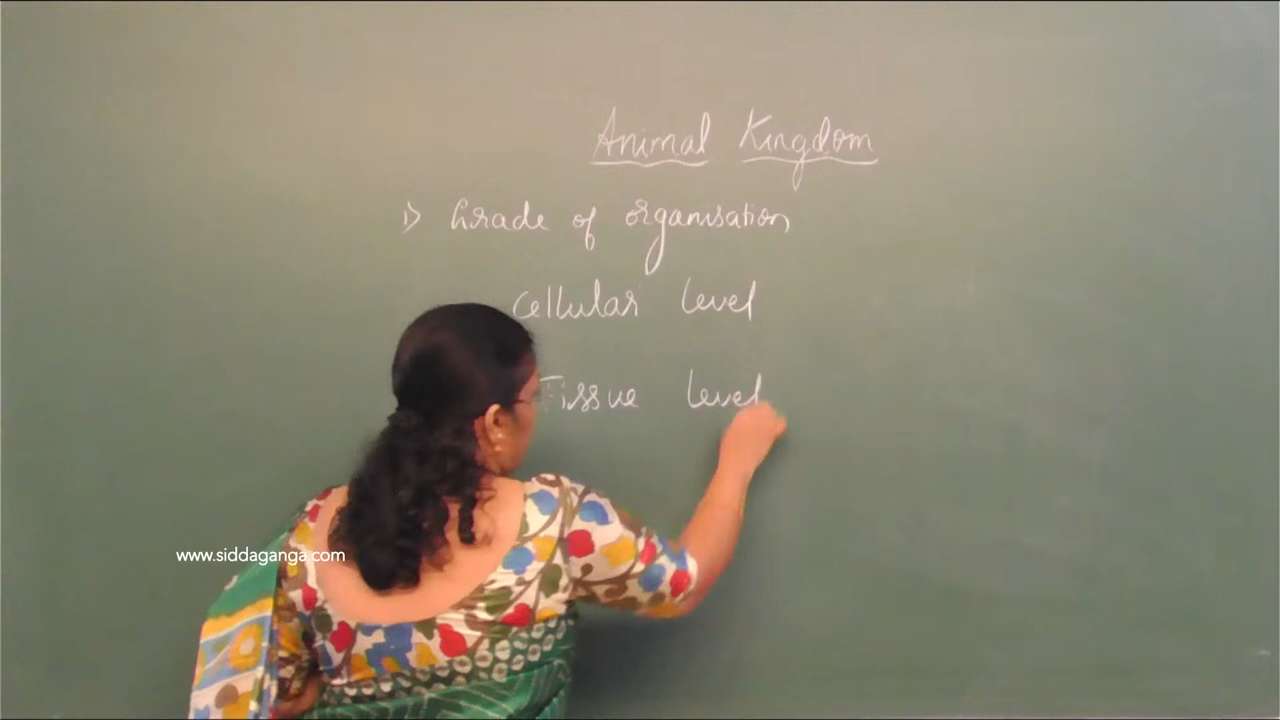 Animal Kingdom
1) Grade of organisation
Cellular level
Tissue level
www.siddaganga.com